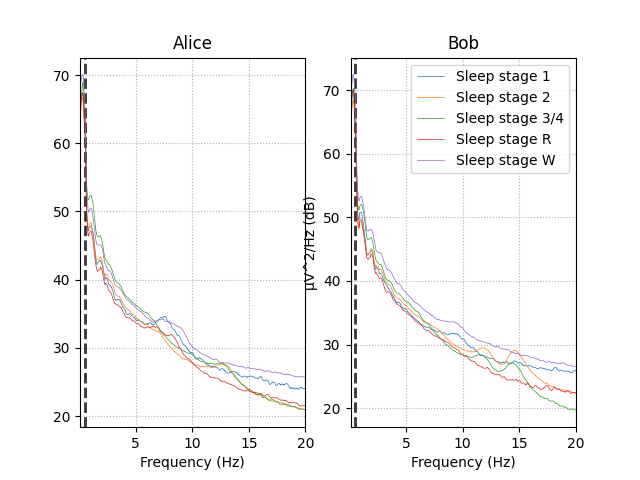 Alice
Bob
70
60
50
40
30
20
5
10
15
20
Frequency (Hz)
µV^2/Hz (dB)
70
60
50
40
30
20
5
10
15
20
Frequency (Hz)
Sleep stage 1
Sleep stage 2
Sleep stage 3/4
Sleep stage R
Sleep stage W